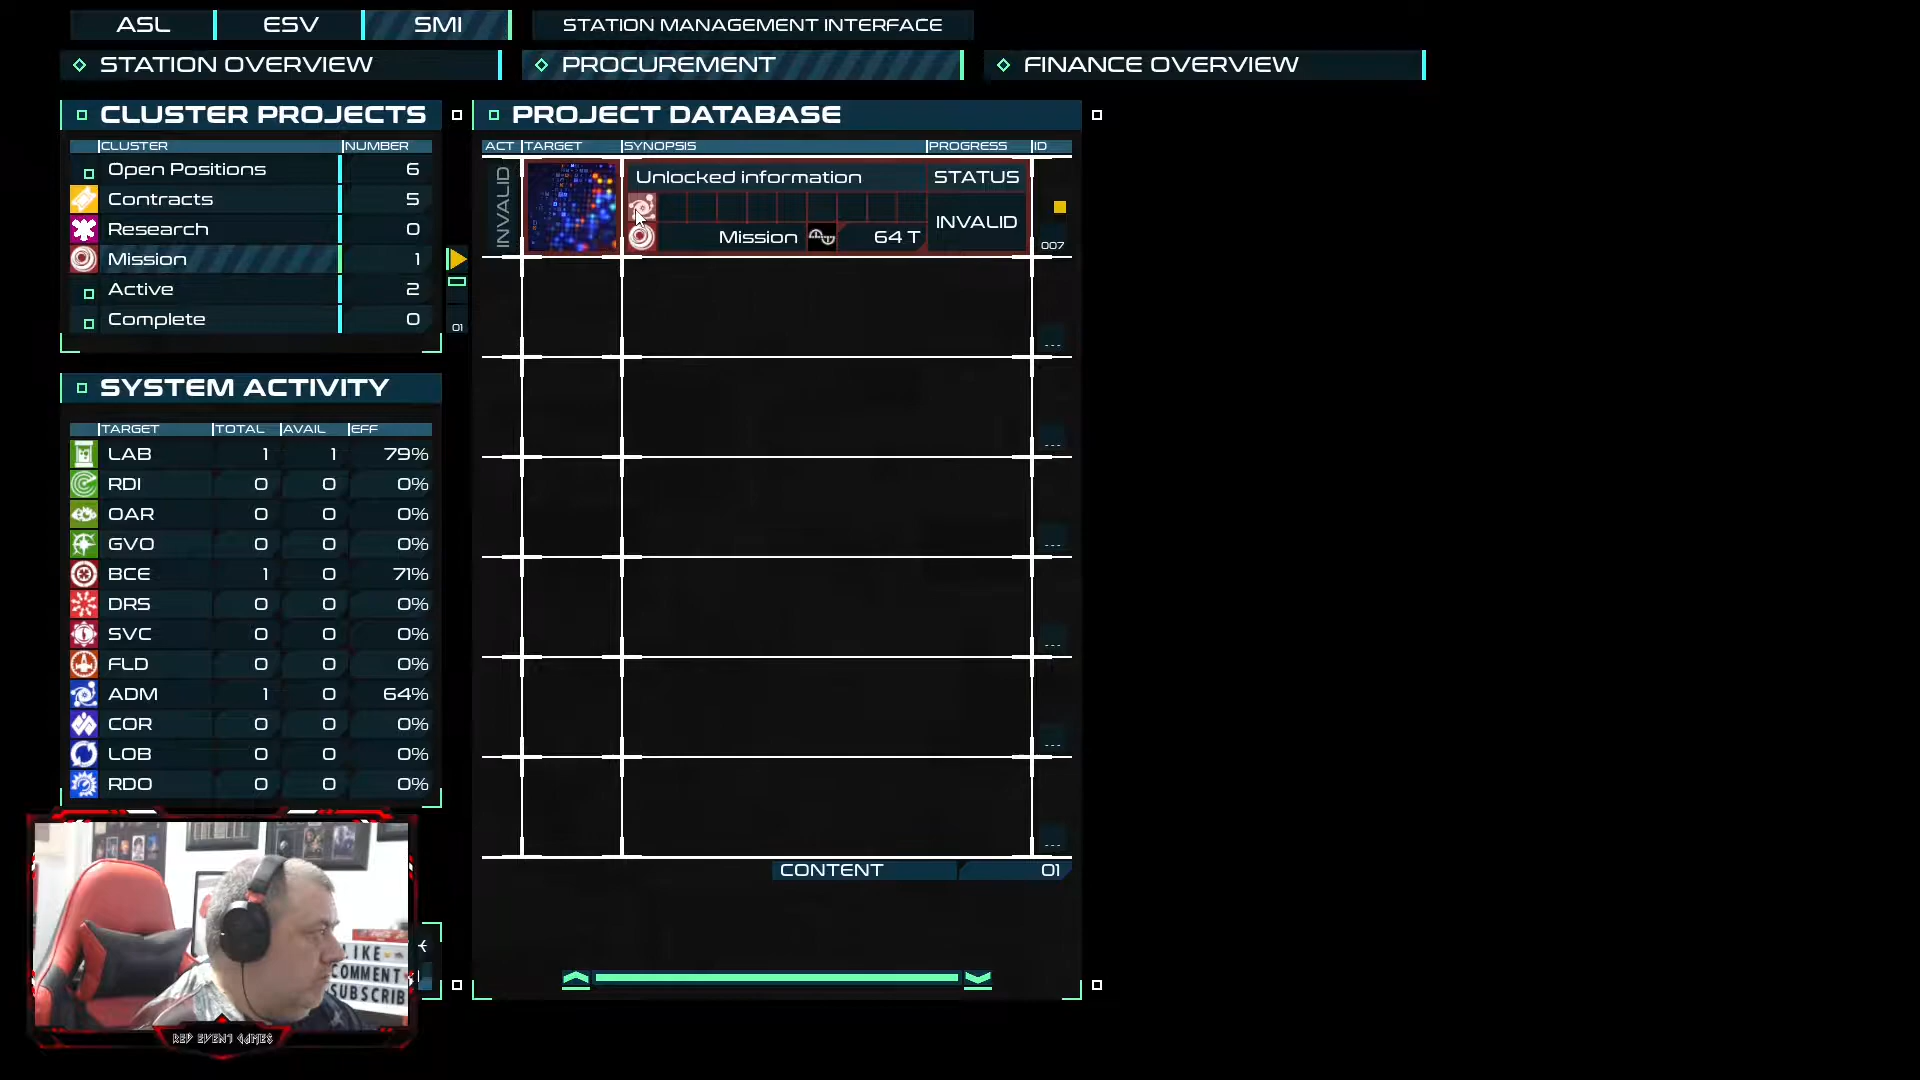 ASL ESV SMI STATION MANAGEMENT INTERFACE
STATION OVERVIEW PROCUREMENT FINANCE OVERVIEW
CLUSTER PROJECTS
CLUSTER NUMBER
Open Positions 6
Contracts 5
Research 0
Mission 1
Active 2
Complete 0
01
SYSTEM ACTIVITY
TARGET TOTAL AVAIL EFF
LAB 1 1 79%
RDI 0 0 0%
OAR 0 0 0%
GVO 0 0 0%
BCE 1 0 71%
DRS 0 0 0%
SVC 0 0 0%
FLD 0 0 0%
ADM 1 0 64%
COR 0 0 0%
LOB 0 0 0%
RDO 0 0 0%
PROJECT DATABASE
ACT TARGET SYNOPSIS PROGRESS ID
INVALID
Unlocked information STATUS
INVALID
Mission 64 T
007
---
---
---
---
---
---
CONTENT 01
LIKE
COMMENT
SUBSCRIB
RED EVENT GAMES